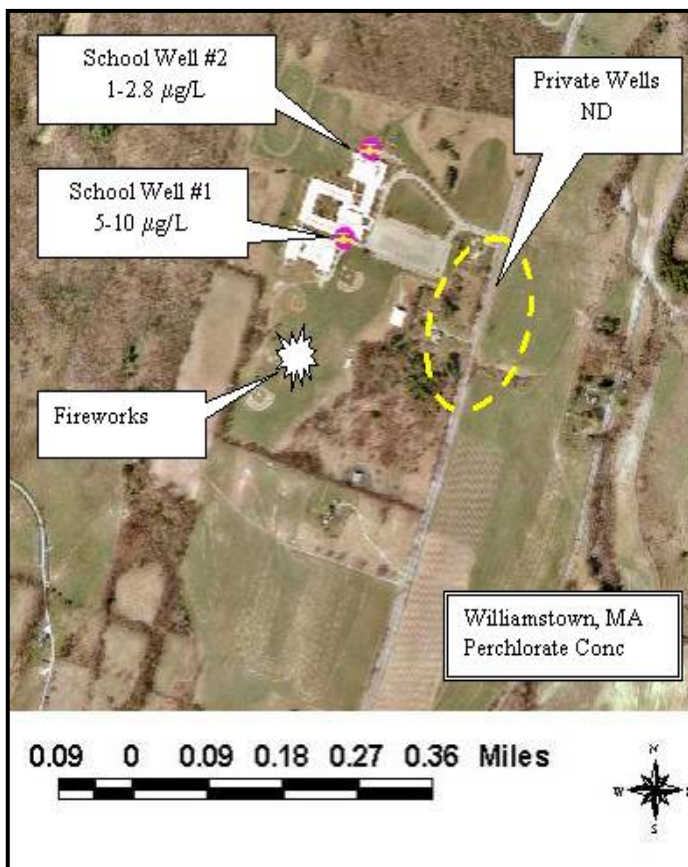 School Well #2
1-2.8 µg/L
Private Wells
ND
School Well #1
5-10 µg/L
Fireworks
Williamstown, MA
Perchlorate Conc
0.09 0 0.09 0.18 0.27 0.36 Miles
N
W
S